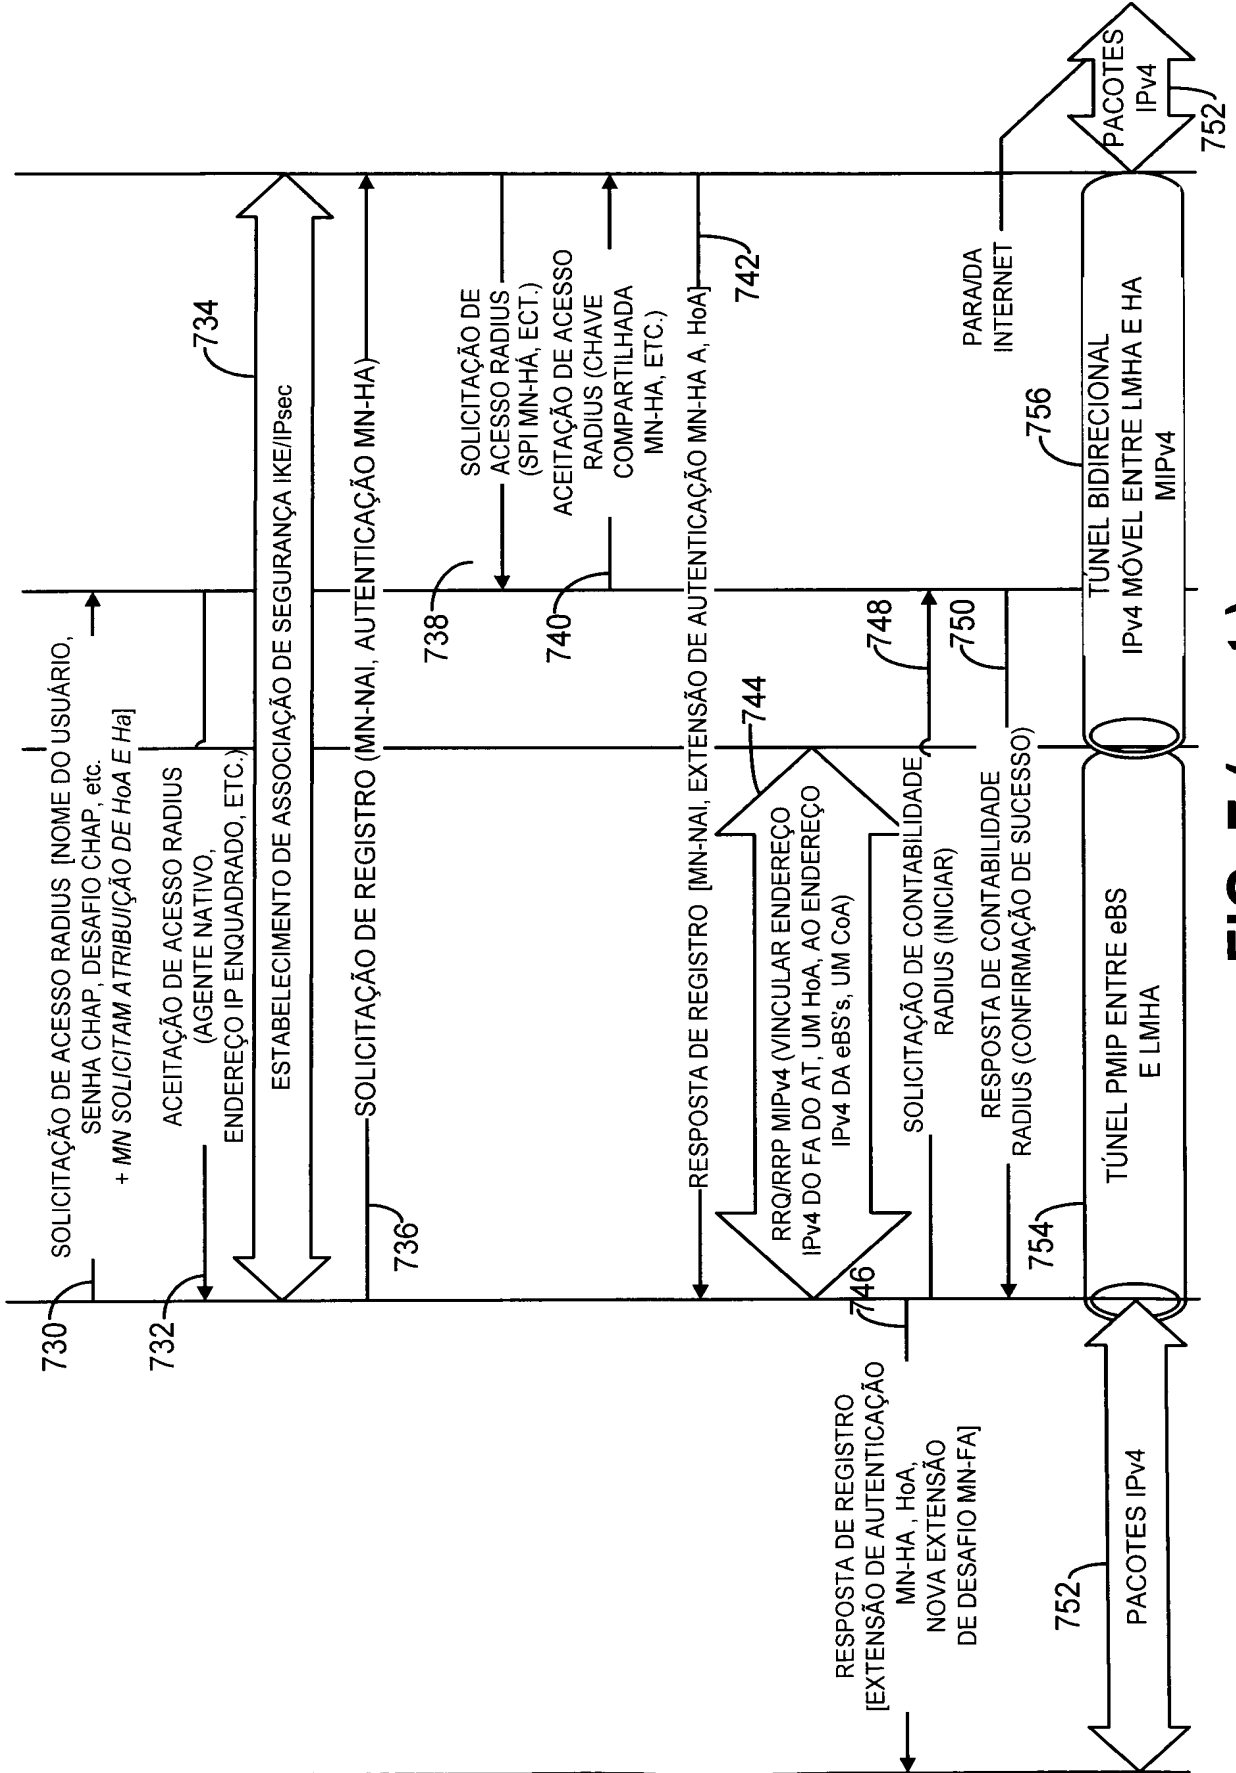 730
SOLICITAÇÃO DE ACESSO RADIUS [NOME DO USUÁRIO,
SENHA CHAP, DESAFIO CHAP, etc.
+ MN SOLICITAM ATRIBUIÇÃO DE HoA E Ha]
732
ACEITAÇÃO DE ACESSO RADIUS
(AGENTE NATIVO,
ENDEREÇO IP ENQUADRADO, ETC.)
734
ESTABELECIMENTO DE ASSOCIAÇÃO DE SEGURANÇA IKE/IPsec
736
SOLICITAÇÃO DE REGISTRO (MN-NAI, AUTENTICAÇÃO MN-HA)
738
SOLICITAÇÃO DE
ACESSO RADIUS
(SPI MN-HÁ, ECT.)
740
ACEITAÇÃO DE ACESSO
RADIUS (CHAVE
COMPARTILHADA
MN-HA, ETC.)
RESPOSTA DE REGISTRO [MN-NAI, EXTENSÃO DE AUTENTICAÇÃO MN-HA A, HoA]
742
744
RRQ/RRP MIPv4 (VINCULAR ENDEREÇO
IPv4 DO FA DO AT, UM HoA, AO ENDEREÇO
IPv4 DA eBS's, UM CoA)
746
RESPOSTA DE REGISTRO
[EXTENSÃO DE AUTENTICAÇÃO
MN-HA , HoA,
NOVA EXTENSÃO
DE DESAFIO MN-FA]
748
SOLICITAÇÃO DE CONTABILIDADE
RADIUS (INICIAR)
750
RESPOSTA DE CONTABILIDADE
RADIUS (CONFIRMAÇÃO DE SUCESSO)
PARA/DA
INTERNET
752
PACOTES IPv4
754
TÚNEL PMIP ENTRE eBS
E LMHA
756
TÚNEL BIDIRECIONAL
IPv4 MÓVEL ENTRE LMHA E HA
MIPv4
PACOTES
IPv4
752